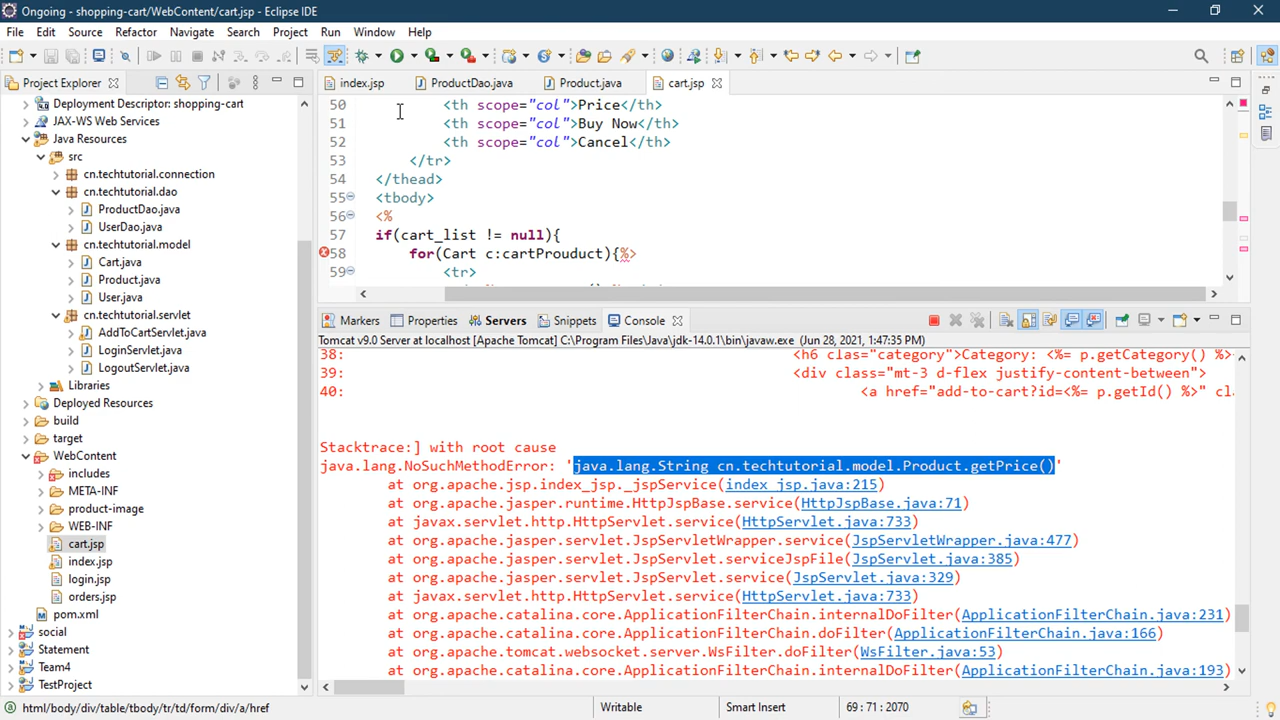 Ongoing - shopping-cart/WebContent/cart.jsp - Eclipse IDE
File Edit Source Refactor Navigate Search Project Run Window Help
Project Explorer
Deployment Descriptor: shopping-cart
JAX-WS Web Services
Java Resources
src
cn.techtutorial.connection
cn.techtutorial.dao
ProductDao.java
UserDao.java
cn.techtutorial.model
Cart.java
Product.java
User.java
cn.techtutorial.servlet
AddToCartServlet.java
LoginServlet.java
LogoutServlet.java
Libraries
Deployed Resources
build
target
WebContent
includes
META-INF
product-image
WEB-INF
cart.jsp
index.jsp
login.jsp
orders.jsp
pom.xml
social
Statement
Team4
TestProject
index.jsp ProductDao.java Product.java cart.jsp
50 <th scope="col">Price</th>
51 <th scope="col">Buy Now</th>
52 <th scope="col">Cancel</th>
53 </tr>
54 </thead>
55 <tbody>
56 <%
57 if(cart_list != null){
58 for(Cart c:cartProuduct){%>
59 <tr>
Markers Properties Servers Snippets Console
Tomcat v9.0 Server at localhost [Apache Tomcat] C:\Program Files\Java\jdk-14.0.1\bin\javaw.exe (Jun 28, 2021, 1:47:35 PM)
38: <h6 class="category">Category: <%= p.getCategory() %>
39: <div class="mt-3 d-flex justify-content-between">
40: <a href="add-to-cart?id=<%= p.getId() %>" cl
Stacktrace:] with root cause
java.lang.NoSuchMethodError: 'java.lang.String cn.techtutorial.model.Product.getPrice()'
at org.apache.jsp.index_jsp._jspService(index_jsp.java:215)
at org.apache.jasper.runtime.HttpJspBase.service(HttpJspBase.java:71)
at javax.servlet.http.HttpServlet.service(HttpServlet.java:733)
at org.apache.jasper.servlet.JspServletWrapper.service(JspServletWrapper.java:477)
at org.apache.jasper.servlet.JspServlet.serviceJspFile(JspServlet.java:385)
at org.apache.jasper.servlet.JspServlet.service(JspServlet.java:329)
at javax.servlet.http.HttpServlet.service(HttpServlet.java:733)
at org.apache.catalina.core.ApplicationFilterChain.internalDoFilter(ApplicationFilterChain.java:231)
at org.apache.catalina.core.ApplicationFilterChain.doFilter(ApplicationFilterChain.java:166)
at org.apache.tomcat.websocket.server.WsFilter.doFilter(WsFilter.java:53)
at org.apache.catalina.core.ApplicationFilterChain.internalDoFilter(ApplicationFilterChain.java:193)
html/body/div/table/tbody/tr/td/form/div/a/href Writable Smart Insert 69 : 71 : 2070